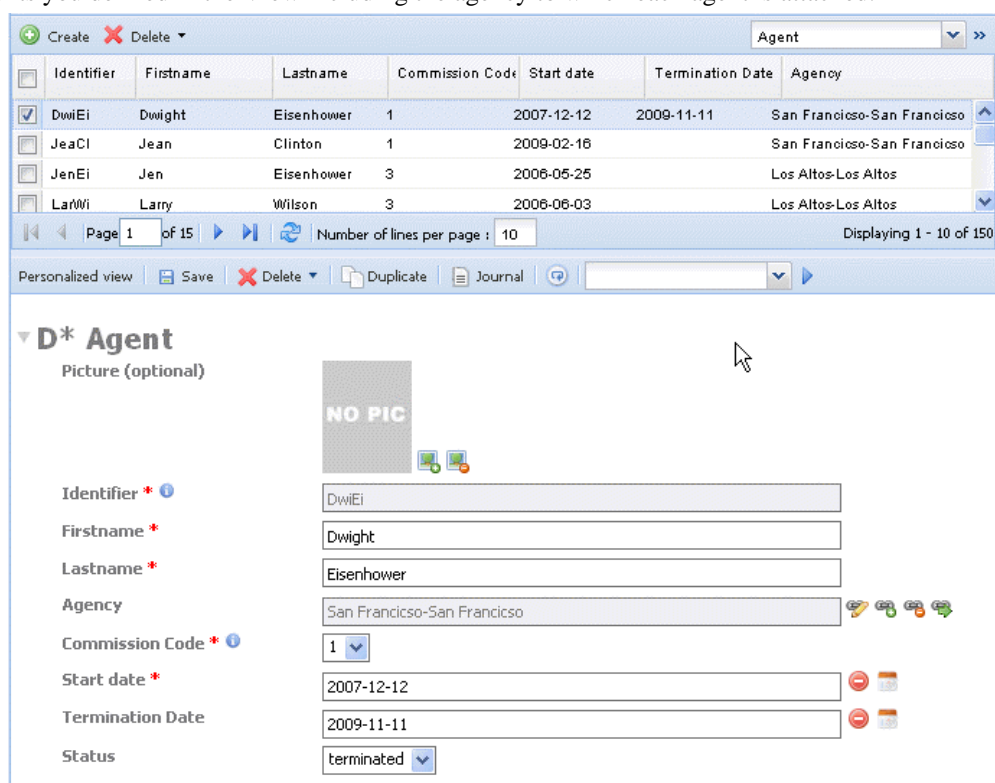 Create Delete Agent
Identifier Firstname Lastname Commission Code Start date Termination Date Agency
DwiEi Dwight Eisenhower 1 2007-12-12 2009-11-11 San Francicso-San Francicso
JeaCl Jean Clinton 1 2009-02-16 San Francicso-San Francicso
JenEi Jen Eisenhower 3 2006-05-25 Los Altos-Los Altos
LarWi Larry Wilson 3 2006-06-03 Los Altos-Los Altos
Page 1 of 15 Number of lines per page : 10 Displaying 1 - 10 of 150
Personalized view Save Delete Duplicate Journal
D* Agent
Picture (optional)
NO PIC
Identifier * DwiEi
Firstname * Dwight
Lastname * Eisenhower
Agency San Francicso-San Francicso
Commission Code * 1
Start date * 2007-12-12
Termination Date 2009-11-11
Status terminated